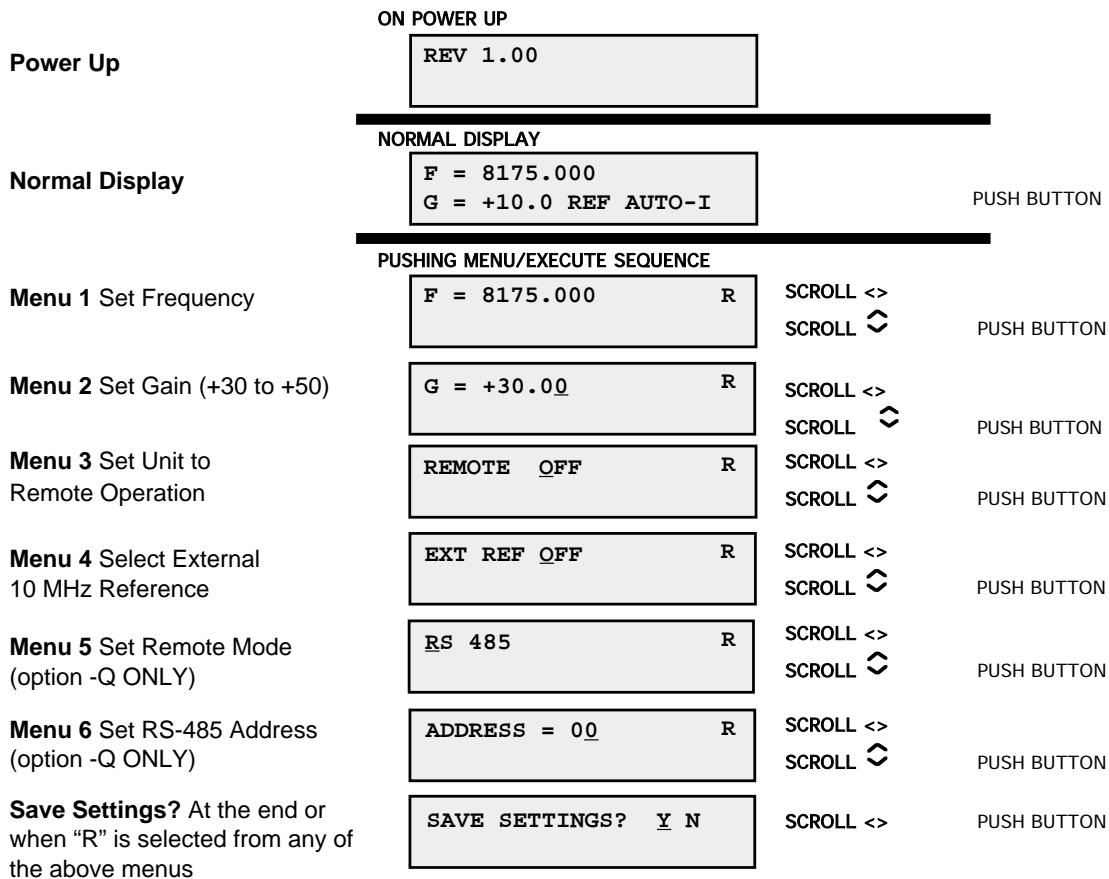 ON POWER UP
Power Up
REV 1.00
NORMAL DISPLAY
Normal Display
F = 8175.000
G = +10.0 REF AUTO-I
PUSH BUTTON
PUSHING MENU/EXECUTE SEQUENCE
Menu 1 Set Frequency
F = 8175.000 R
SCROLL <>
SCROLL
PUSH BUTTON
Menu 2 Set Gain (+30 to +50)
G = +30.00 R
SCROLL <>
SCROLL
PUSH BUTTON
Menu 3 Set Unit to
Remote Operation
REMOTE OFF R
SCROLL <>
SCROLL
PUSH BUTTON
Menu 4 Select External
10 MHz Reference
EXT REF OFF R
SCROLL <>
SCROLL
PUSH BUTTON
Menu 5 Set Remote Mode
(option -Q ONLY)
RS 485 R
SCROLL <>
SCROLL
PUSH BUTTON
Menu 6 Set RS-485 Address
(option -Q ONLY)
ADDRESS = 00 R
SCROLL <>
SCROLL
PUSH BUTTON
Save Settings? At the end or
when “R” is selected from any of
the above menus
SAVE SETTINGS? Y N
SCROLL <>
PUSH BUTTON